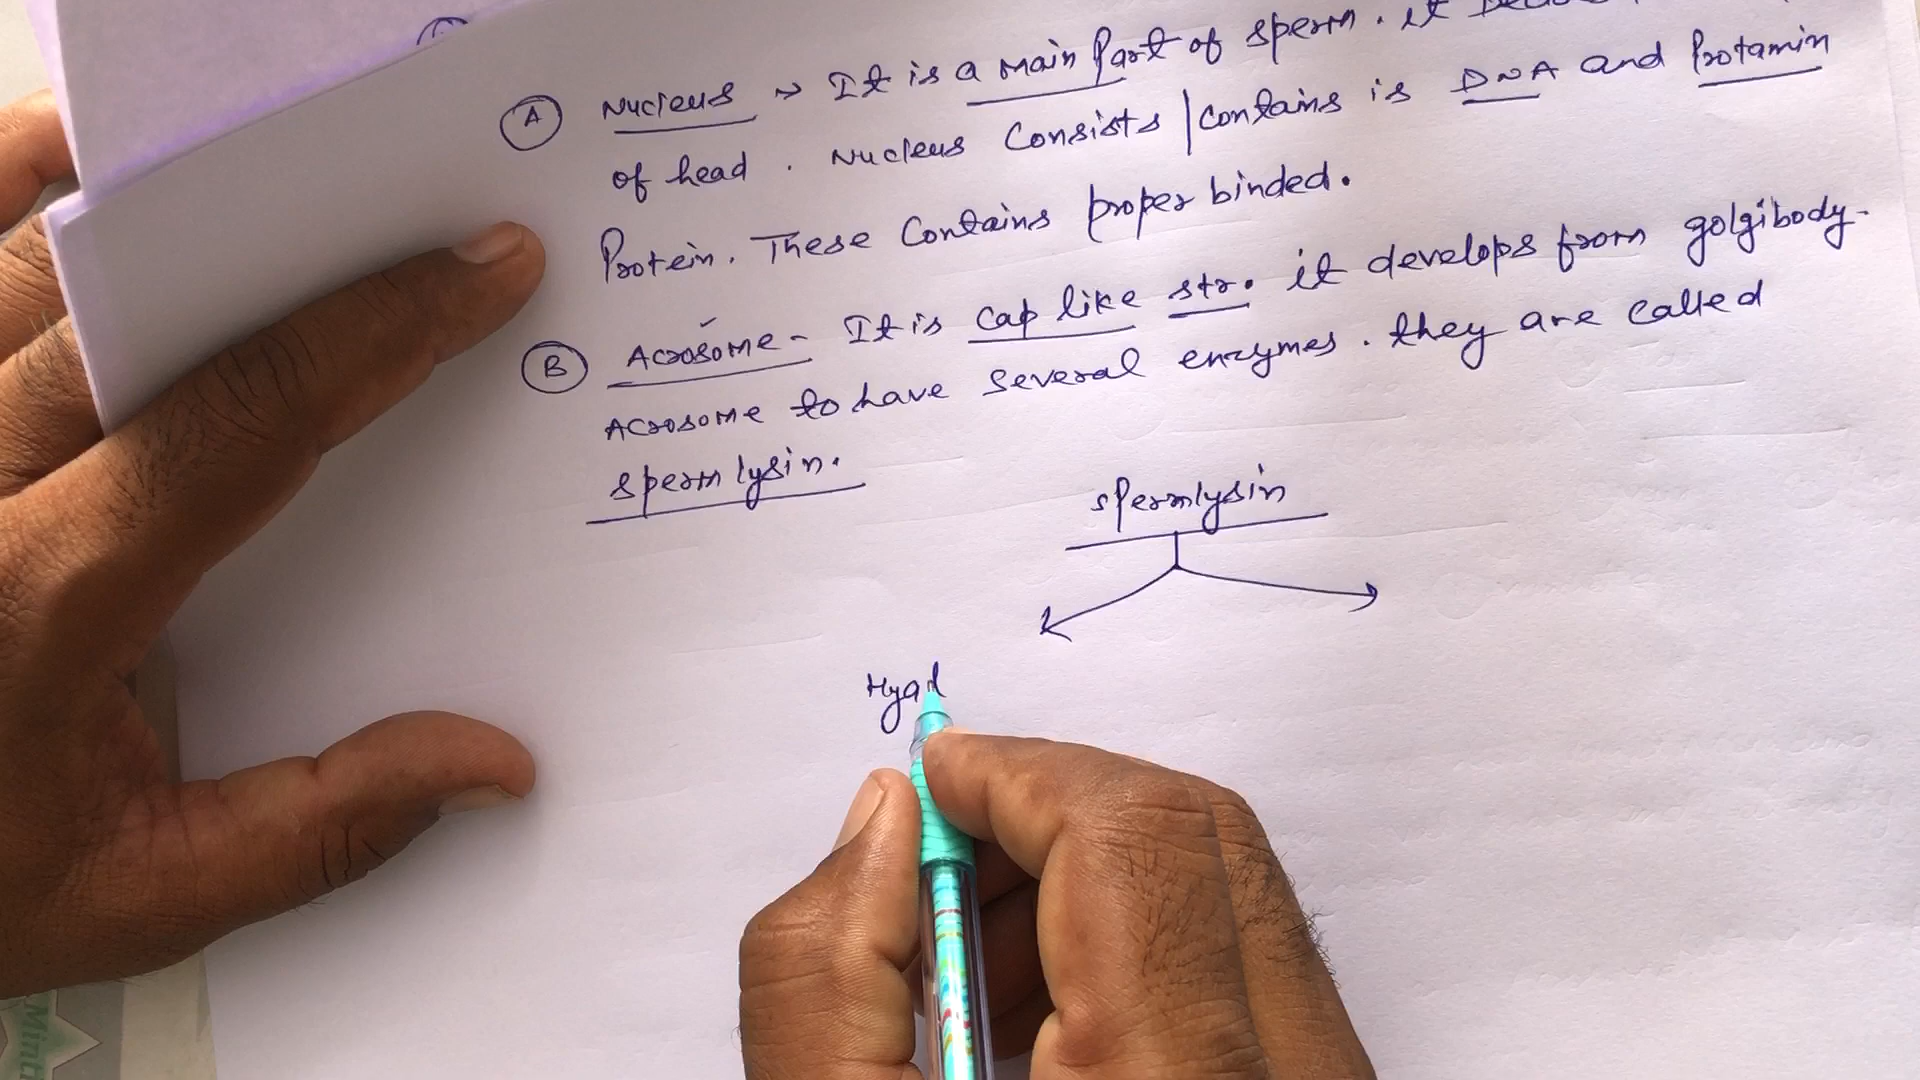 (A) Nucleus → It is a main Part of sperm. it
of head. Nucleus Consists / Contains is DNA and Protamin
Protein. These Contains proper binded.
(B) Acrosome - It is cap like str. it develops from golgibody.
Acrosome to have several enzymes. they are called
sperm lysin.
spermlysin
Hyal
Mint